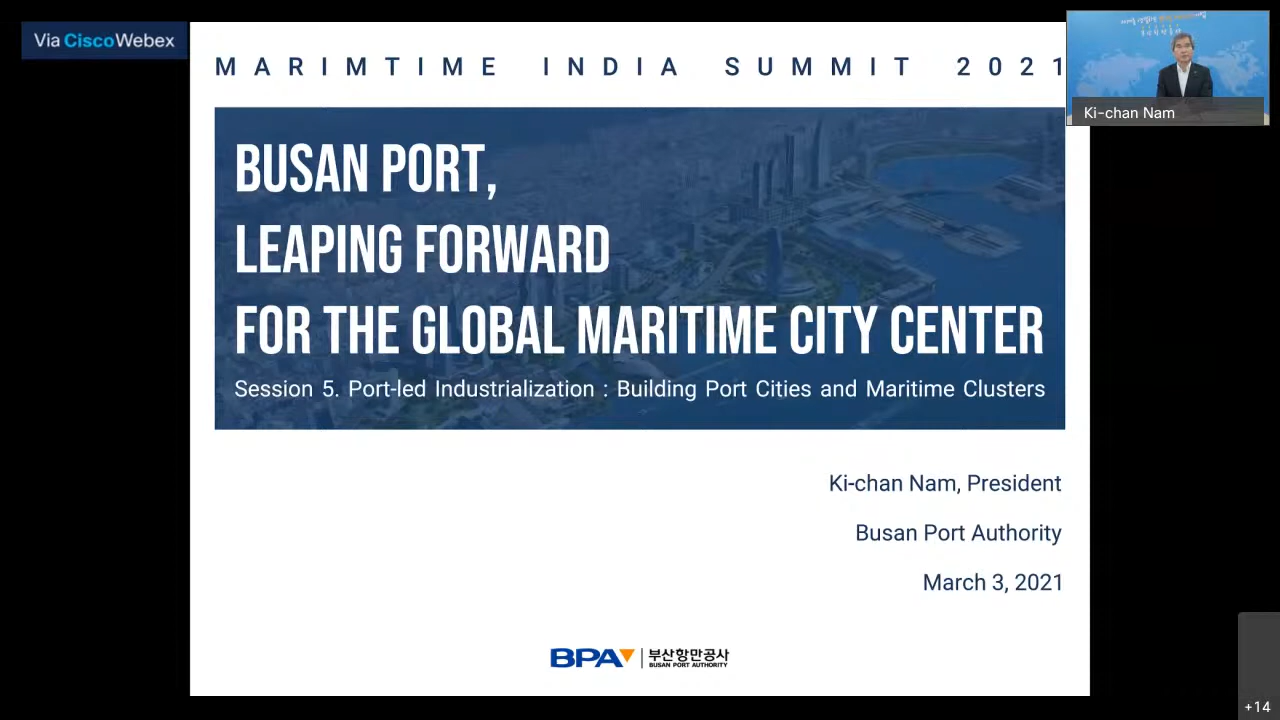 Via CiscoWebex
MARIMTIME INDIA SUMMIT 2021
Ki-chan Nam
BUSAN PORT,
LEAPING FORWARD
FOR THE GLOBAL MARITIME CITY CENTER
Session 5. Port-led Industrialization : Building Port Cities and Maritime Clusters
Ki-chan Nam, President
Busan Port Authority
March 3, 2021
BPA 부산항만공사
BUSAN PORT AUTHORITY
+14